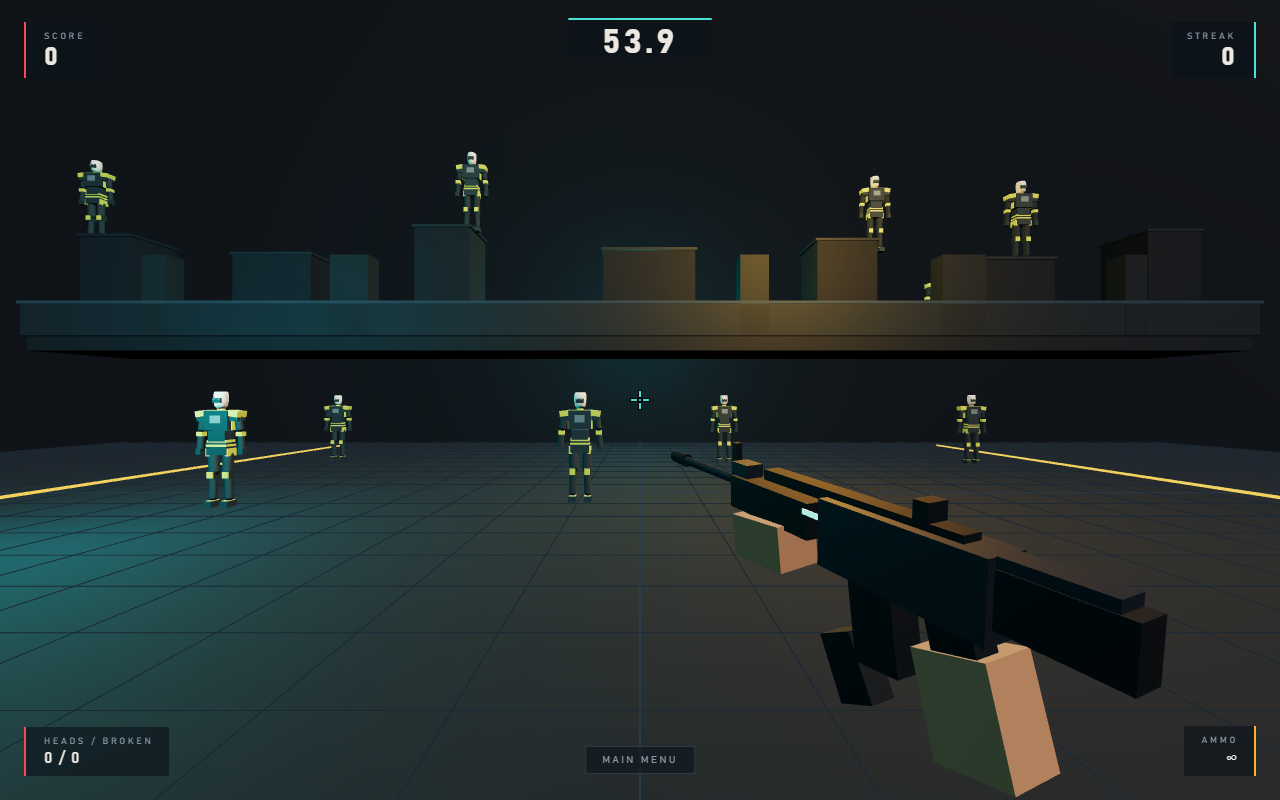 SCORE
0
53.9
STREAK
0
HEADS / BROKEN
0 / 0
MAIN MENU
AMMO
∞